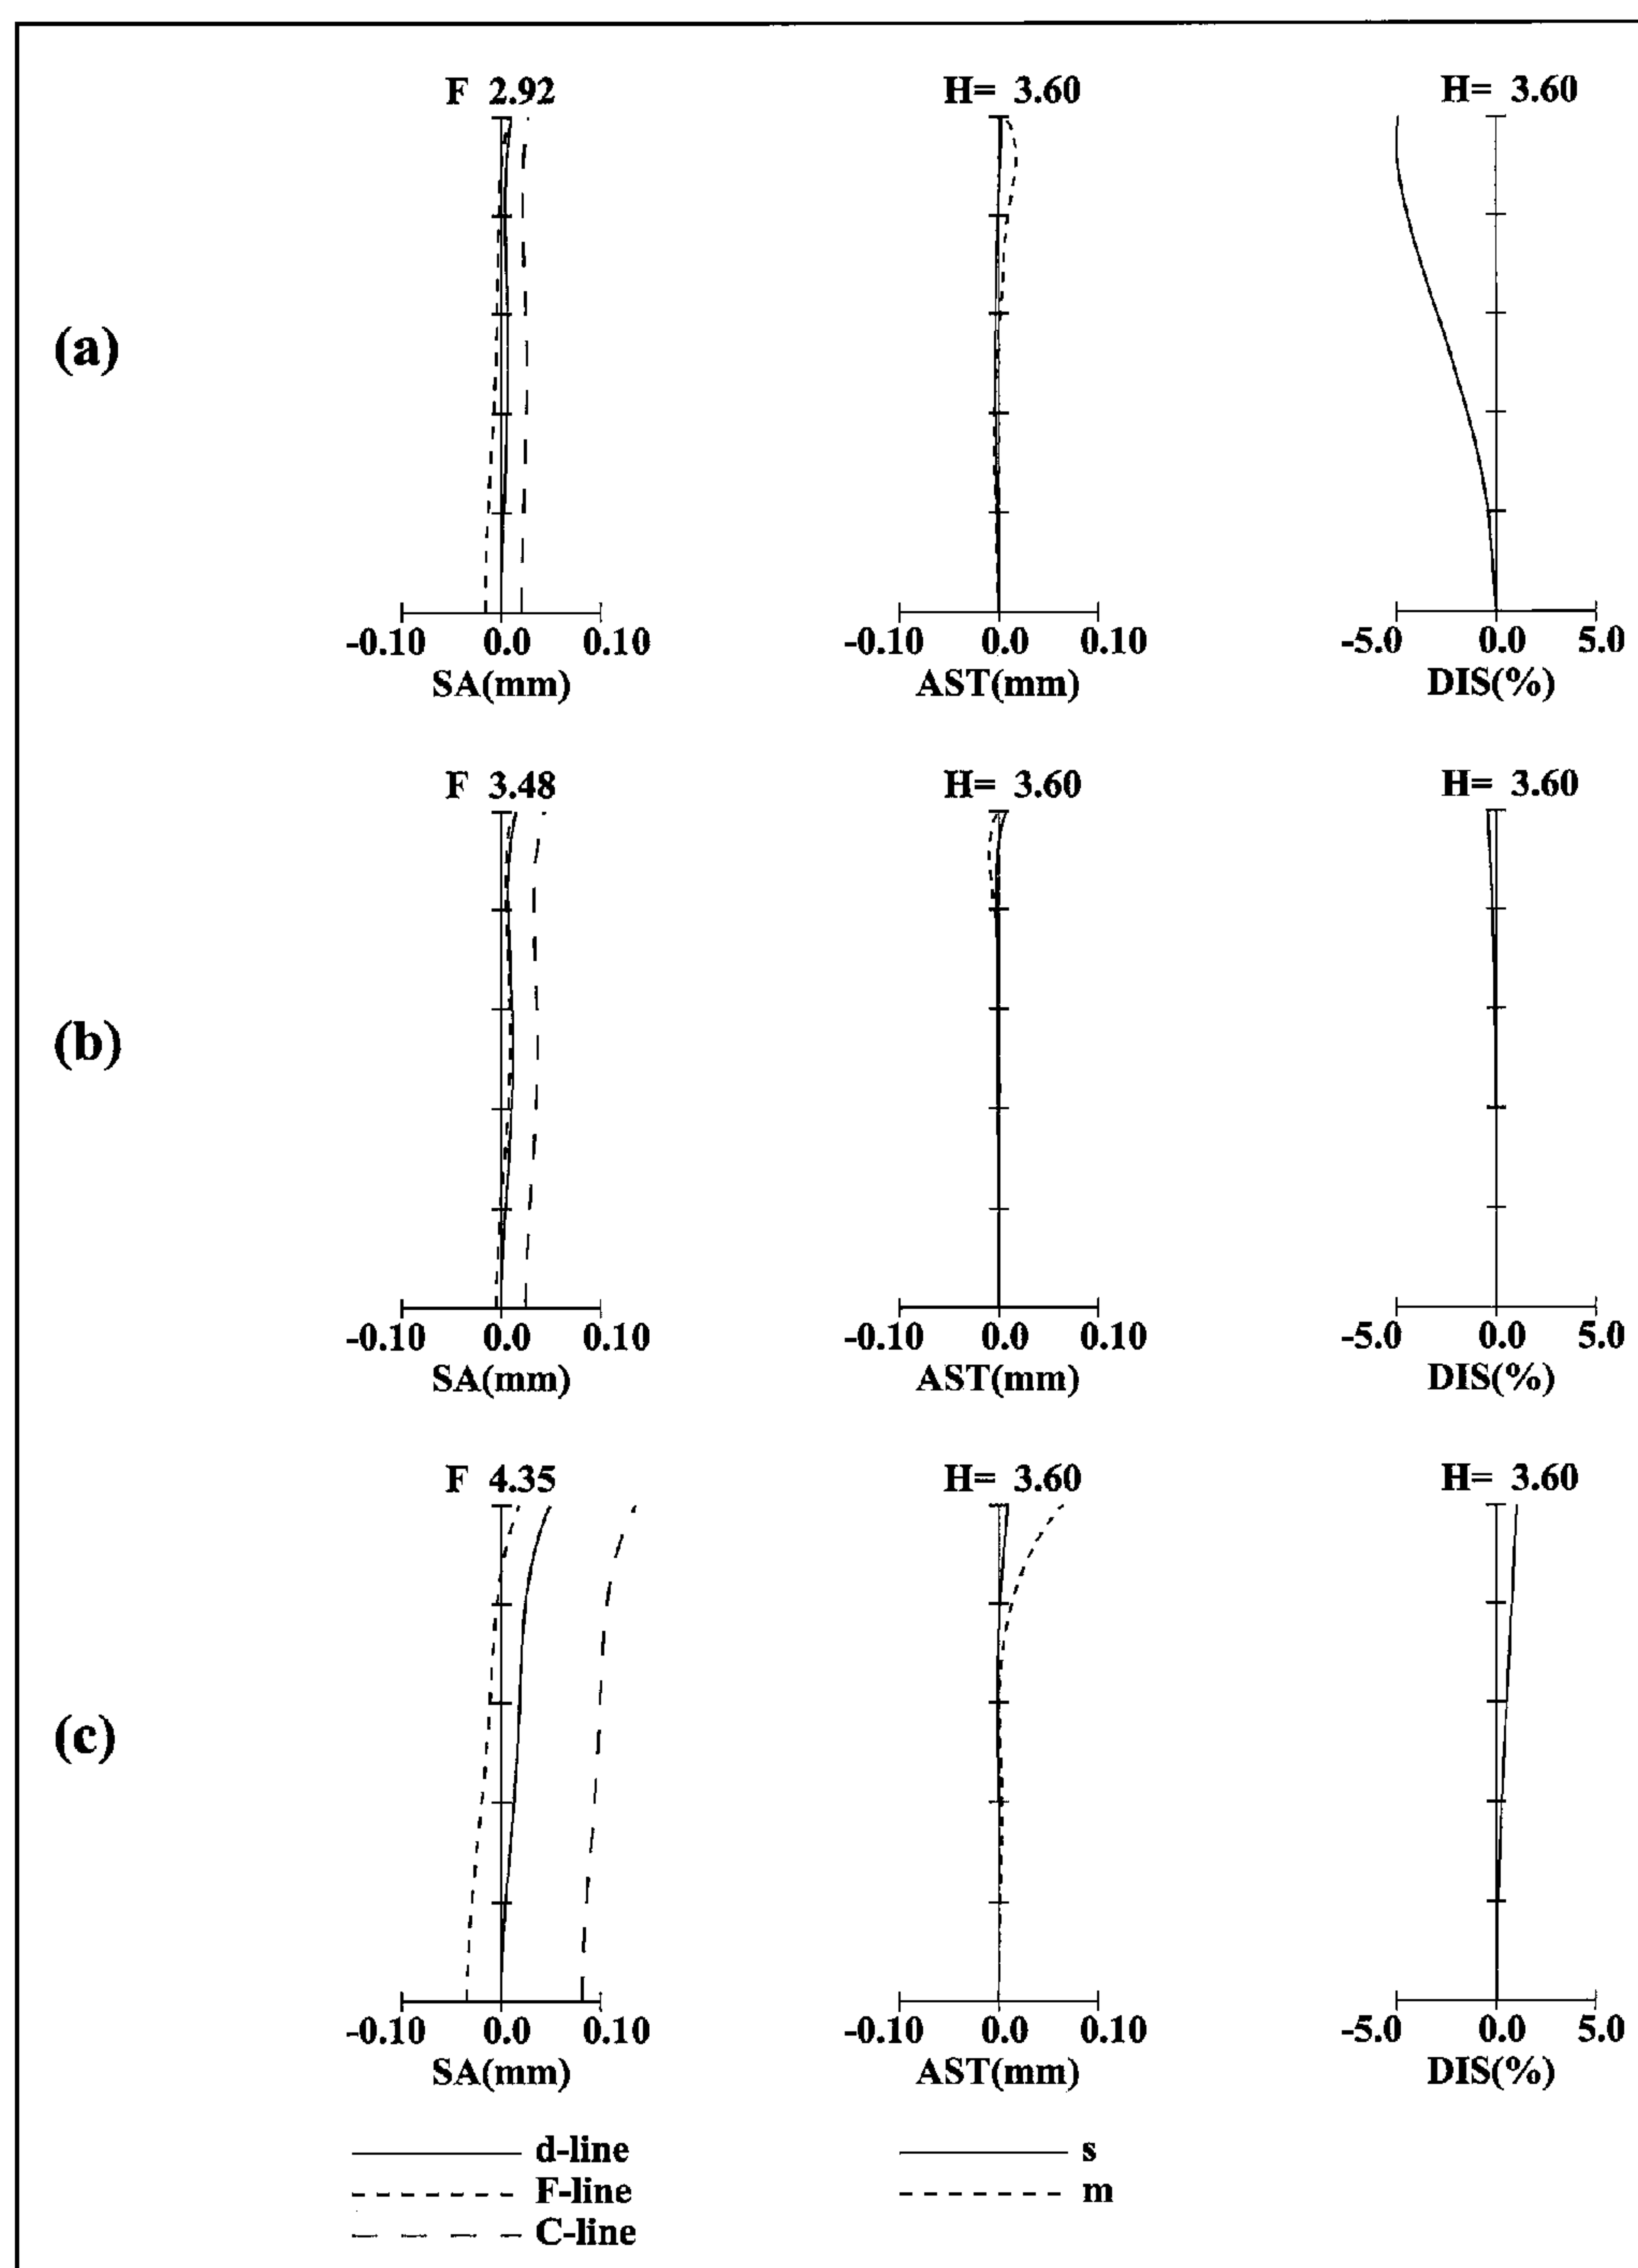 F 2.92 H= 3.60 H= 3.60
(a)
-0.10 0.0 0.10 -0.10 0.0 0.10 -5.0 0.0 5.0
SA(mm) AST(mm) DIS(%)
F 3.48 H= 3.60 H= 3.60
(b)
-0.10 0.0 0.10 -0.10 0.0 0.10 -5.0 0.0 5.0
SA(mm) AST(mm) DIS(%)
F 4.35 H= 3.60 H= 3.60
(c)
-0.10 0.0 0.10 -0.10 0.0 0.10 -5.0 0.0 5.0
SA(mm) AST(mm) DIS(%)
d-line s
F-line m
C-line